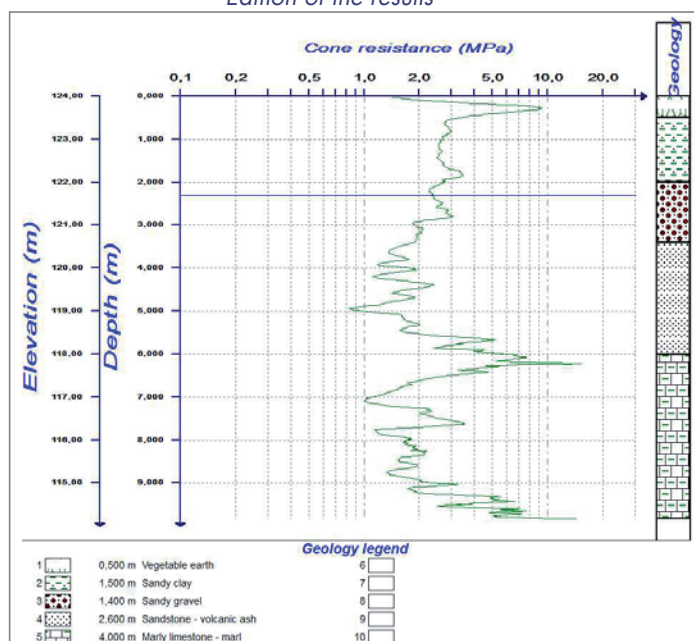 Edition of the results
Cone resistance (MPa)
Geology
0,1 0,2 0,5 1,0 2,0 5,0 10,0 20,0
124,00 0,000
123,00 1,000
122,00 2,000
121,00 3,000
120,00 4,000
119,00 5,000
118,00 6,000
117,00 7,000
116,00 8,000
115,00 9,000
Elevation (m)
Depth (m)
Geology legend
1 0,500 m Vegetable earth 6
2 1,500 m Sandy clay 7
3 1,400 m Sandy gravel 8
4 2,600 m Sandstone - volcanic ash 9
5 4,000 m Marly limestone - marl 10